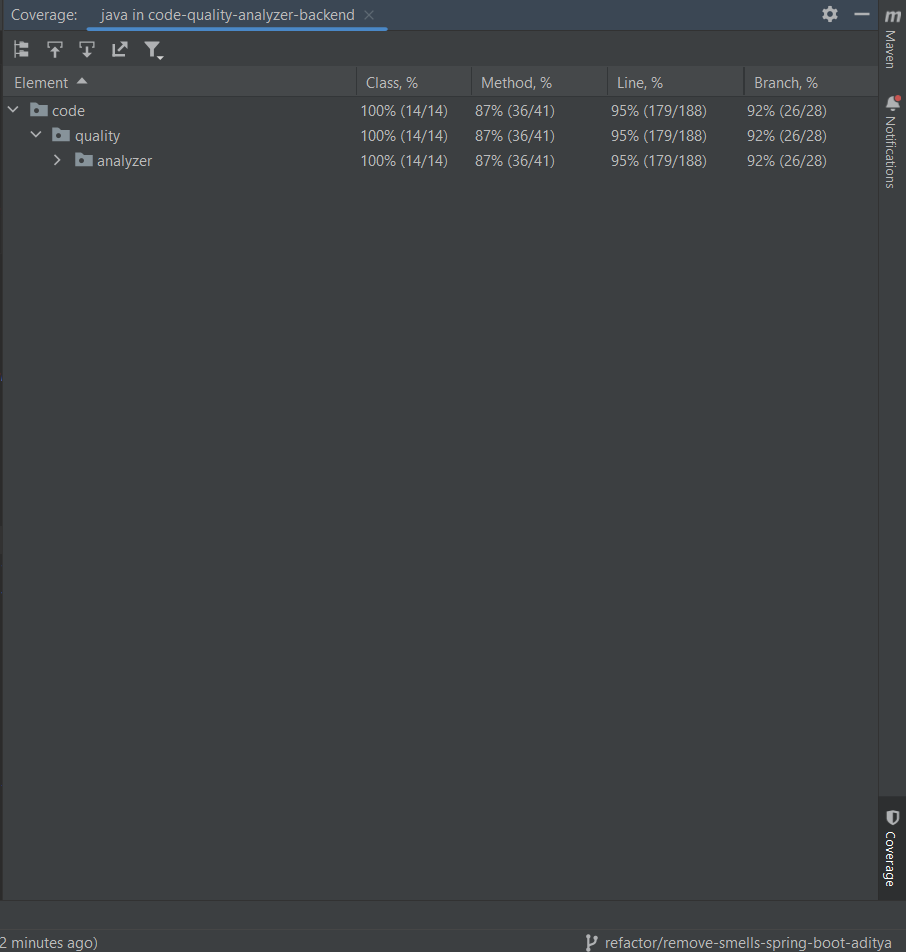 Coverage: java in code-quality-analyzer-backend
Element Class, % Method, % Line, % Branch, %
code 100% (14/14) 87% (36/41) 95% (179/188) 92% (26/28)
quality 100% (14/14) 87% (36/41) 95% (179/188) 92% (26/28)
analyzer 100% (14/14) 87% (36/41) 95% (179/188) 92% (26/28)
m
Maven
Notifications
Coverage
2 minutes ago)
refactor/remove-smells-spring-boot-aditya